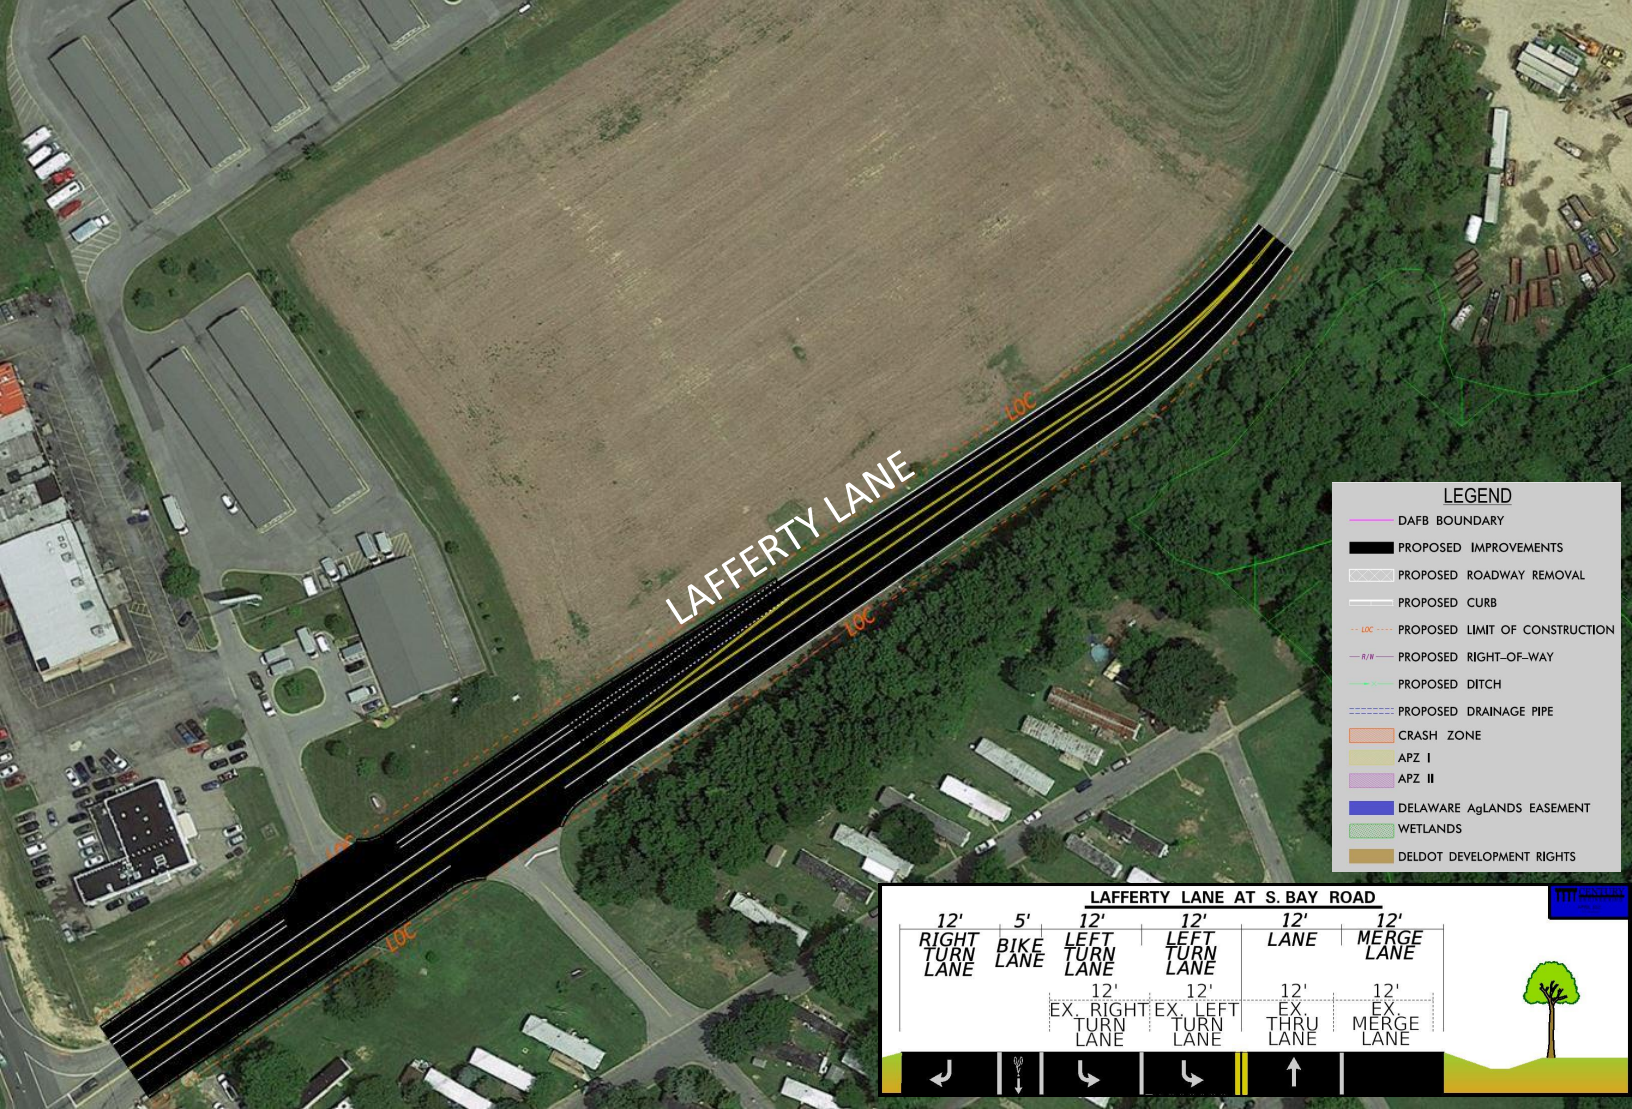 LAFFERTY LANE
LOC
LOC
LOC
LOC
LEGEND
DAFB BOUNDARY
PROPOSED IMPROVEMENTS
PROPOSED ROADWAY REMOVAL
PROPOSED CURB
LOC PROPOSED LIMIT OF CONSTRUCTION
R/W PROPOSED RIGHT-OF-WAY
PROPOSED DITCH
PROPOSED DRAINAGE PIPE
CRASH ZONE
APZ I
APZ II
DELAWARE AgLANDS EASEMENT
WETLANDS
DELDOT DEVELOPMENT RIGHTS
LAFFERTY LANE AT S. BAY ROAD
12' 5' 12' 12' 12' 12'
RIGHT TURN LANE
BIKE LANE
LEFT TURN LANE
LEFT TURN LANE
LANE
MERGE LANE
12' 12' 12' 12'
EX. RIGHT TURN LANE
EX. LEFT TURN LANE
EX. THRU LANE
EX. MERGE LANE